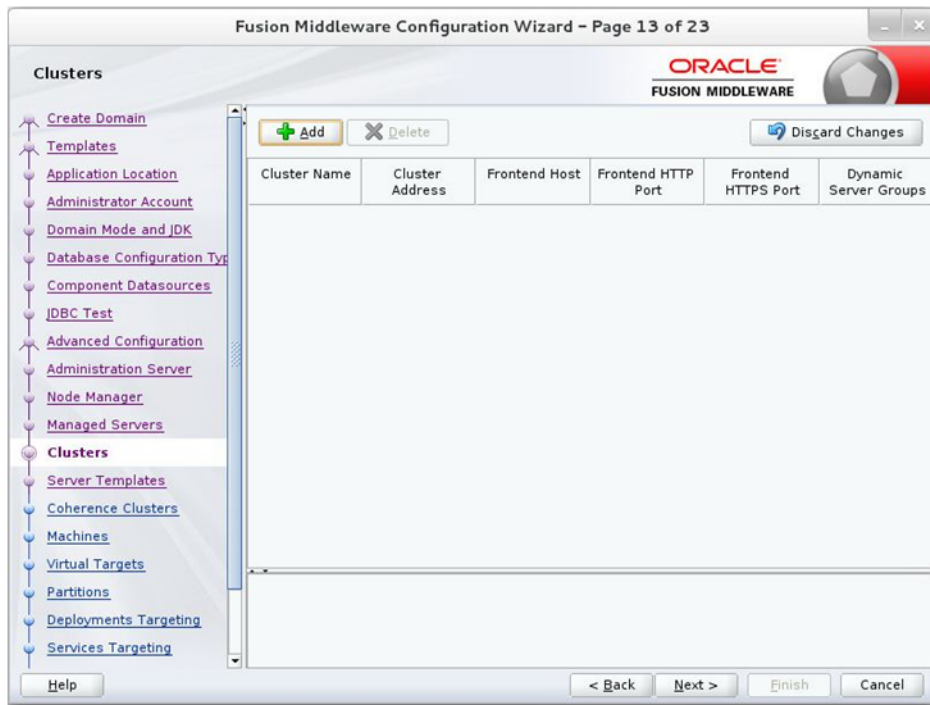 Fusion Middleware Configuration Wizard – Page 13 of 23
Clusters
ORACLE
FUSION MIDDLEWARE
Create Domain
Templates
Application Location
Administrator Account
Domain Mode and JDK
Database Configuration Typ
Component Datasources
JDBC Test
Advanced Configuration
Administration Server
Node Manager
Managed Servers
Clusters
Server Templates
Coherence Clusters
Machines
Virtual Targets
Partitions
Deployments Targeting
Services Targeting
Add Delete Discard Changes
Cluster Name Cluster Address Frontend Host Frontend HTTP Port Frontend HTTPS Port Dynamic Server Groups
Help < Back Next > Finish Cancel